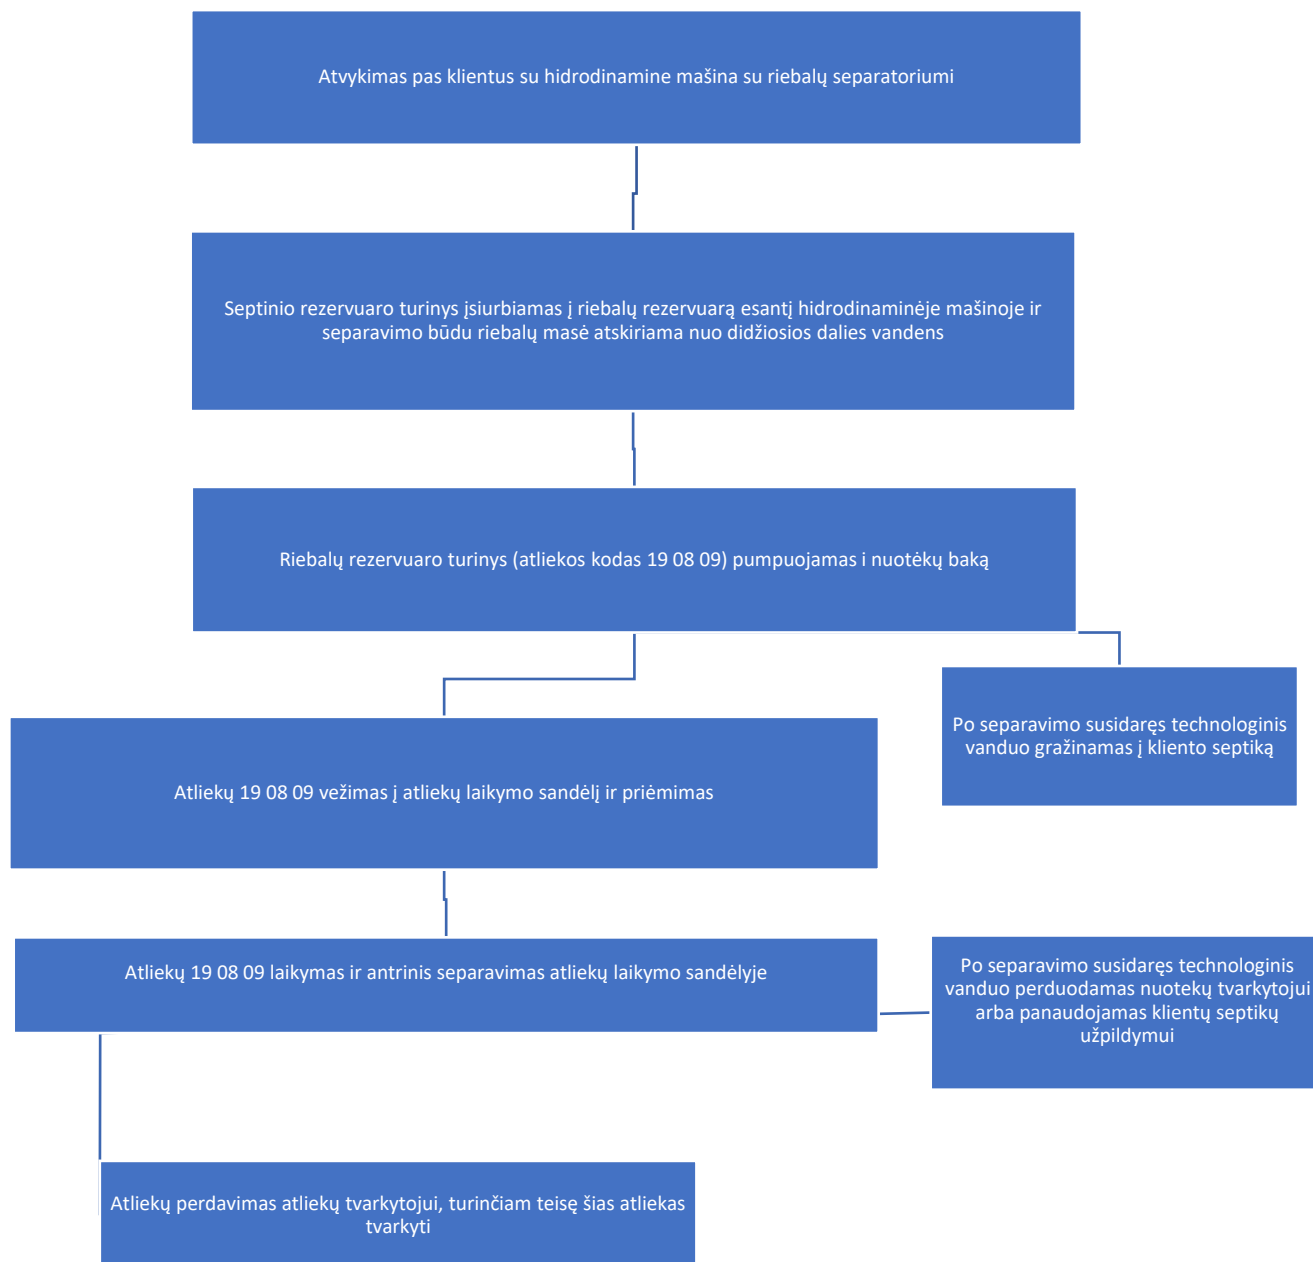 Atvykimas pas klientus su hidrodinamine mašina su riebalų separatoriumi
Septinio rezervuaro turinys įsiurbiamas į riebalų rezervuarą esantį hidrodinaminėje mašinoje ir
separavimo būdu riebalų masė atskiriama nuo didžiosios dalies vandens
Riebalų rezervuaro turinys (atliekos kodas 19 08 09) pumpuojamas i nuotėkų baką
Po separavimo susidaręs technologinis
vanduo gražinamas į kliento septiką
Atliekų 19 08 09 vežimas į atliekų laikymo sandėlį ir priėmimas
Atliekų 19 08 09 laikymas ir antrinis separavimas atliekų laikymo sandėlyje
Po separavimo susidaręs technologinis
vanduo perduodamas nuotekų tvarkytojui
arba panaudojamas klientų septikų
užpildymui
Atliekų perdavimas atliekų tvarkytojui, turinčiam teisę šias atliekas
tvarkyti